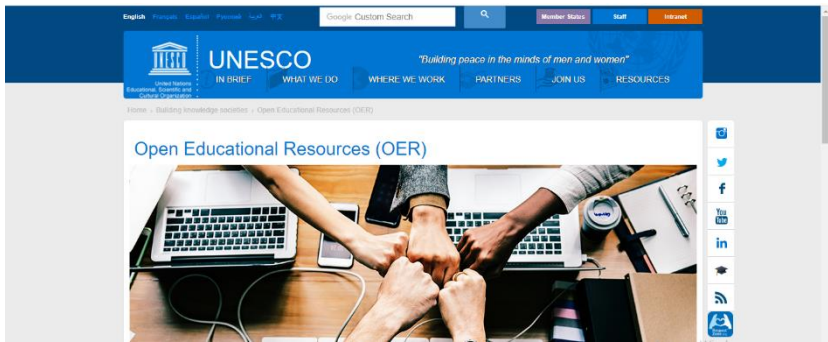 English Français Español Русский العربية 中文
Google Custom Search
Member States Staff Intranet
UNESCO
"Building peace in the minds of men and women"
United Nations
Educational, Scientific and
Cultural Organization
IN BRIEF WHAT WE DO WHERE WE WORK PARTNERS JOIN US RESOURCES
Home › Building knowledge societies › Open Educational Resources (OER)
Open Educational Resources (OER)
You
Tube
in